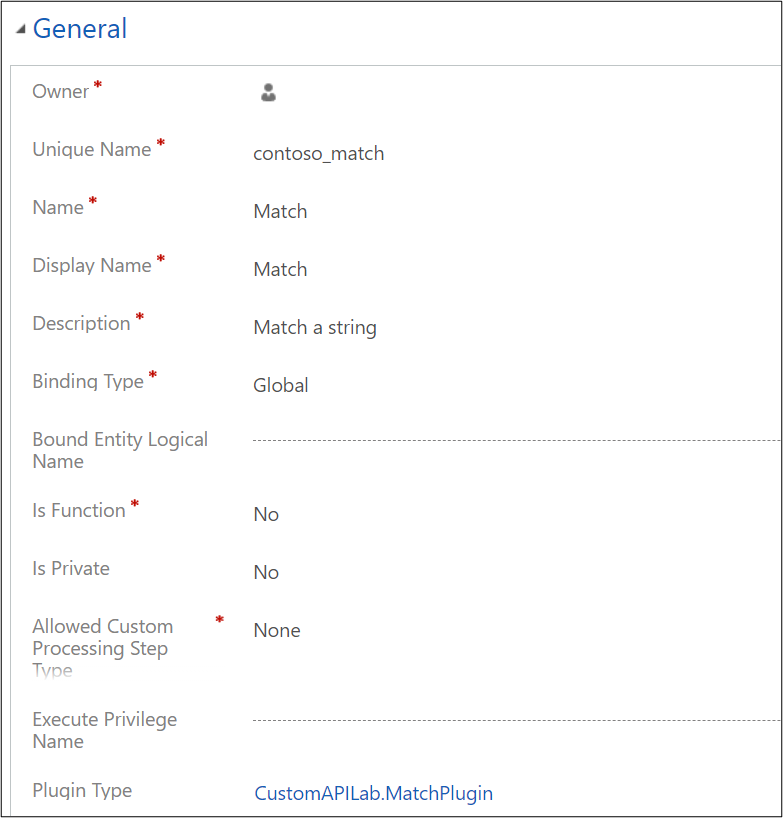 General
Owner *
Unique Name * contoso_match
Name * Match
Display Name * Match
Description * Match a string
Binding Type * Global
Bound Entity Logical
Name
Is Function * No
Is Private No
Allowed Custom * None
Processing Step
Type
Execute Privilege
Name
Plugin Type CustomAPILab.MatchPlugin